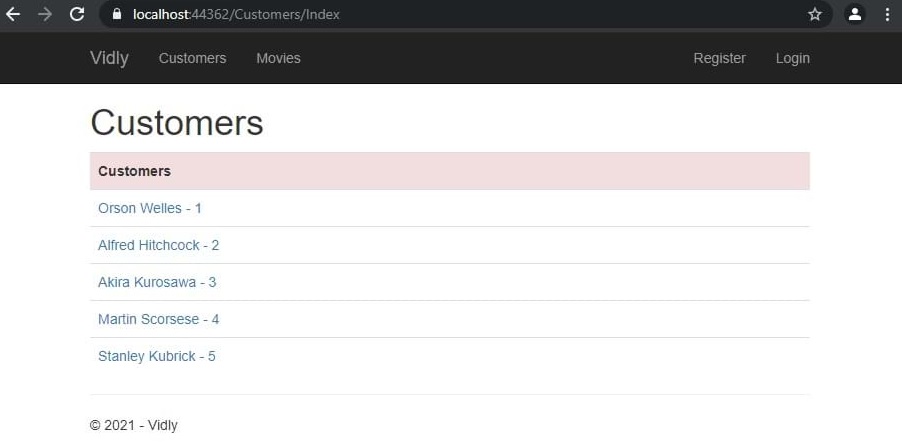 localhost:44362/Customers/Index
Vidly Customers Movies Register Login
Customers
Customers
Orson Welles - 1
Alfred Hitchcock - 2
Akira Kurosawa - 3
Martin Scorsese - 4
Stanley Kubrick - 5
© 2021 - Vidly